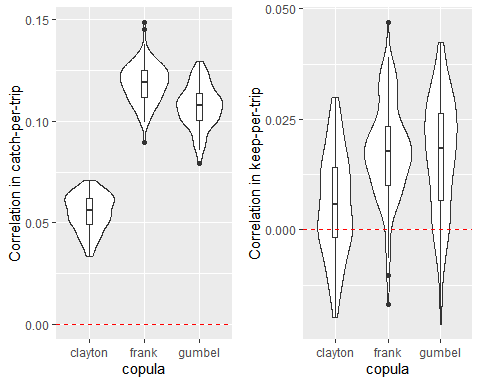 Correlation in catch-per-trip
0.15
0.10
0.05
0.00
clayton frank gumbel
copula
Correlation in keep-per-trip
0.050
0.025
0.000
clayton frank gumbel
copula